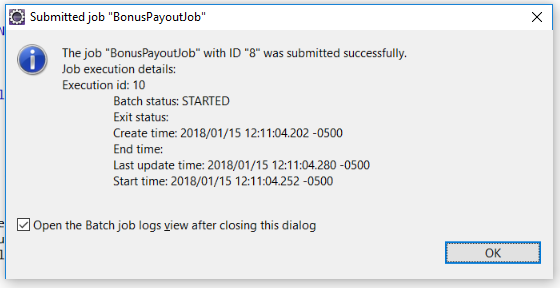 Submitted job "BonusPayoutJob"
The job "BonusPayoutJob" with ID "8" was submitted successfully.
Job execution details:
Execution id: 10
Batch status: STARTED
Exit status:
Create time: 2018/01/15 12:11:04.202 -0500
End time:
Last update time: 2018/01/15 12:11:04.280 -0500
Start time: 2018/01/15 12:11:04.252 -0500
Open the Batch job logs view after closing this dialog
OK